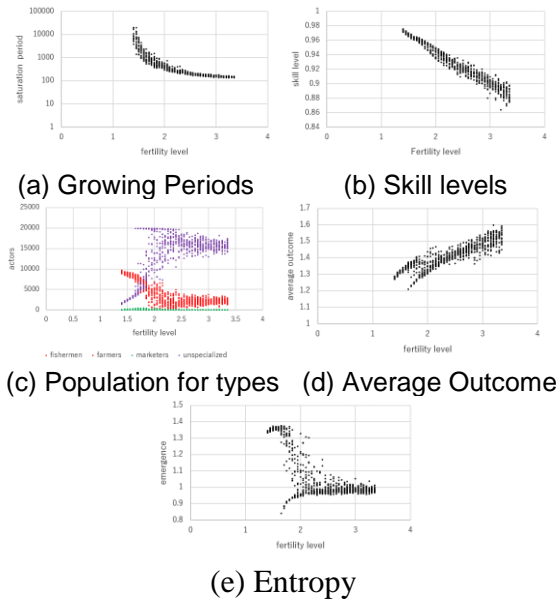 100000
10000
1000
100
10
1
0 1 2 3 4
saturation period
fertility level
(a) Growing Periods
1
0.98
0.96
0.94
0.92
0.9
0.88
0.86
0.84
0 1 2 3 4
skill level
Fertility level
(b) Skill levels
25000
20000
15000
10000
5000
0
0 0.5 1 1.5 2 2.5 3 3.5 4
actors
fertility level
• fishermen • farmers • marketers • unspecialized
(c) Population for types
1.7
1.6
1.5
1.4
1.3
1.2
1.1
1
0 1 2 3 4
average outcome
fertility level
(d) Average Outcome
1.5
1.4
1.3
1.2
1.1
1
0.9
0.8
0 1 2 3 4
emergence
fertility level
(e) Entropy